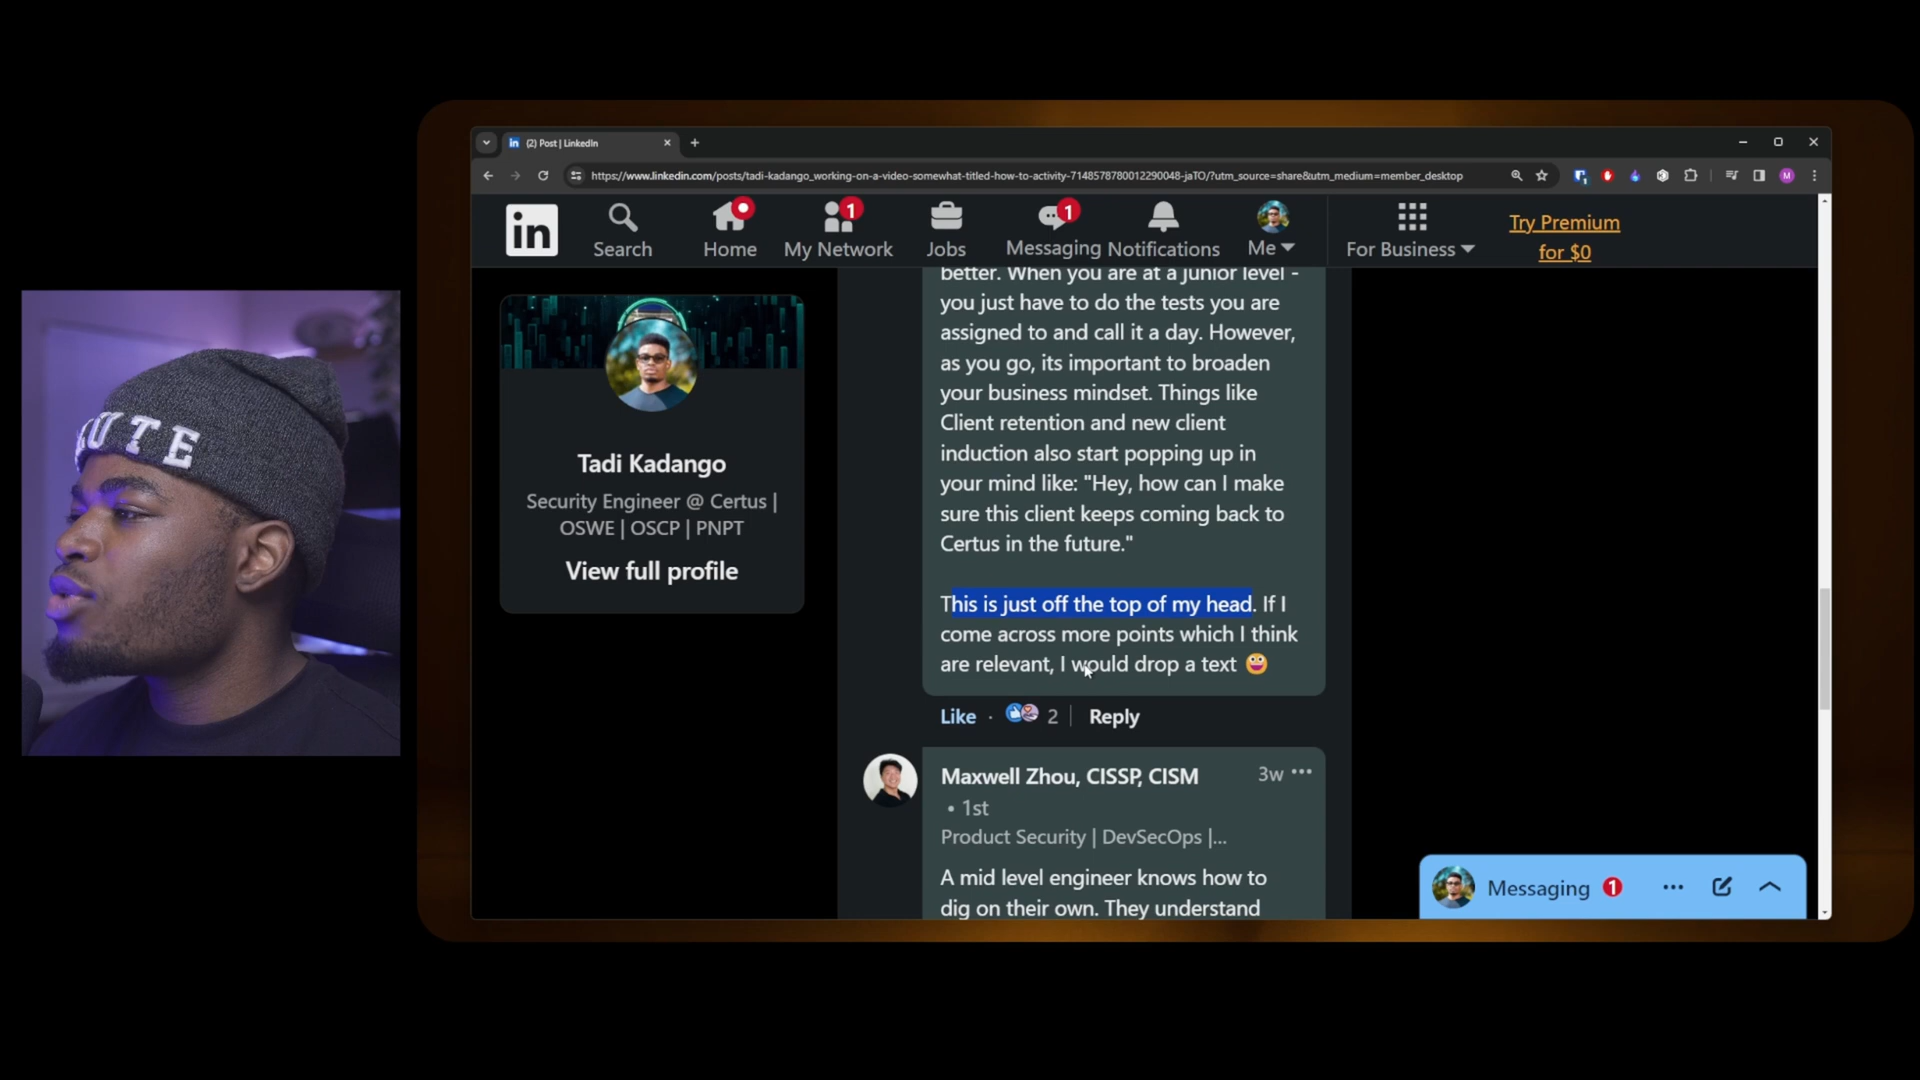 (2) Post | LinkedIn
https://www.linkedin.com/posts/tadi-kadango_working-on-a-video-somewhat-titled-how-to-activity-7148578780012290048-jaTO/?utm_source=share&utm_medium=member_desktop
M
in
Search
Home
1
My Network
Jobs
1
Messaging
Notifications
Me
For Business
Try Premium
for $0
UTE
Tadi Kadango
Security Engineer @ Certus |
OSWE | OSCP | PNPT
View full profile
better. When you are at a junior level -
you just have to do the tests you are
assigned to and call it a day. However,
as you go, its important to broaden
your business mindset. Things like
Client retention and new client
induction also start popping up in
your mind like: "Hey, how can I make
sure this client keeps coming back to
Certus in the future."
This is just off the top of my head. If I
come across more points which I think
are relevant, I would drop a text
Like · 2 | Reply
Maxwell Zhou, CISSP, CISM
3w
• 1st
Product Security | DevSecOps |...
A mid level engineer knows how to
dig on their own. They understand
Messaging 1